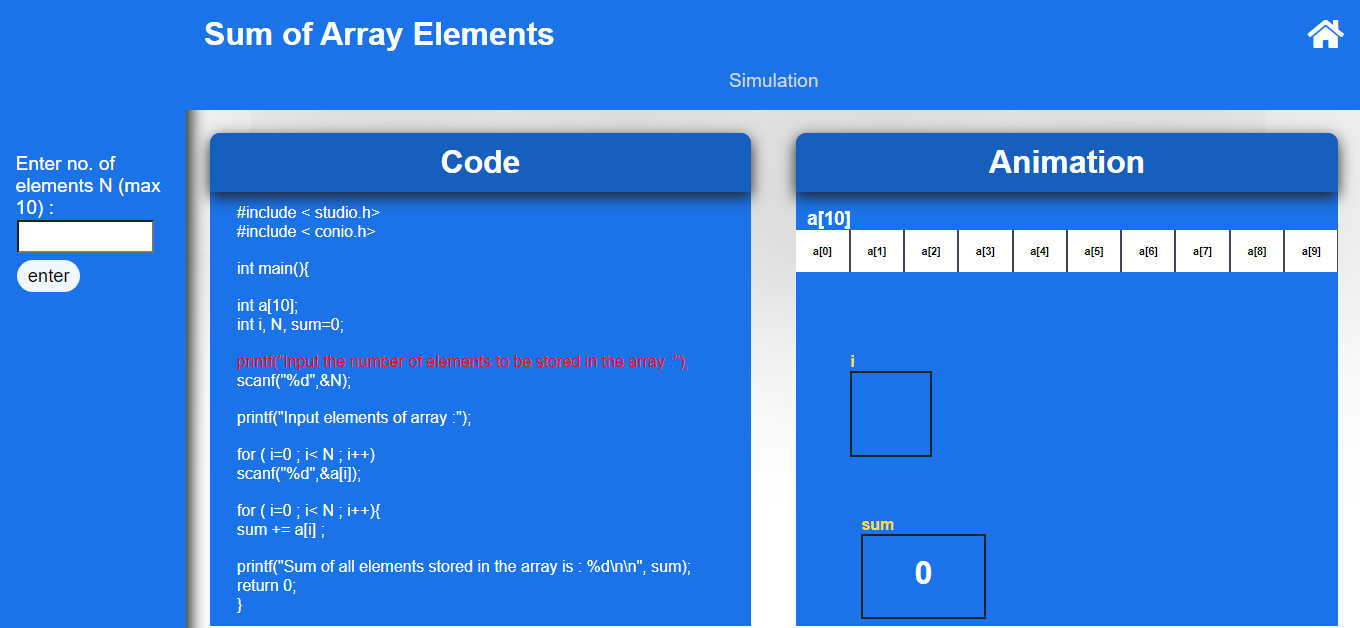 Sum of Array Elements
Simulation
Enter no. of
elements N (max
10) :
enter
Code
#include < studio.h>
#include < conio.h>
int main(){
int a[10];
int i, N, sum=0;
printf("Input the number of elements to be stored in the array :");
scanf("%d",&N);
printf("Input elements of array :");
for ( i=0 ; i< N ; i++)
scanf("%d",&a[i]);
for ( i=0 ; i< N ; i++){
sum += a[i] ;
printf("Sum of all elements stored in the array is : %d\n\n", sum);
return 0;
}
Animation
a[10]
a[0] a[1] a[2] a[3] a[4] a[5] a[6] a[7] a[8] a[9]
i
sum
0